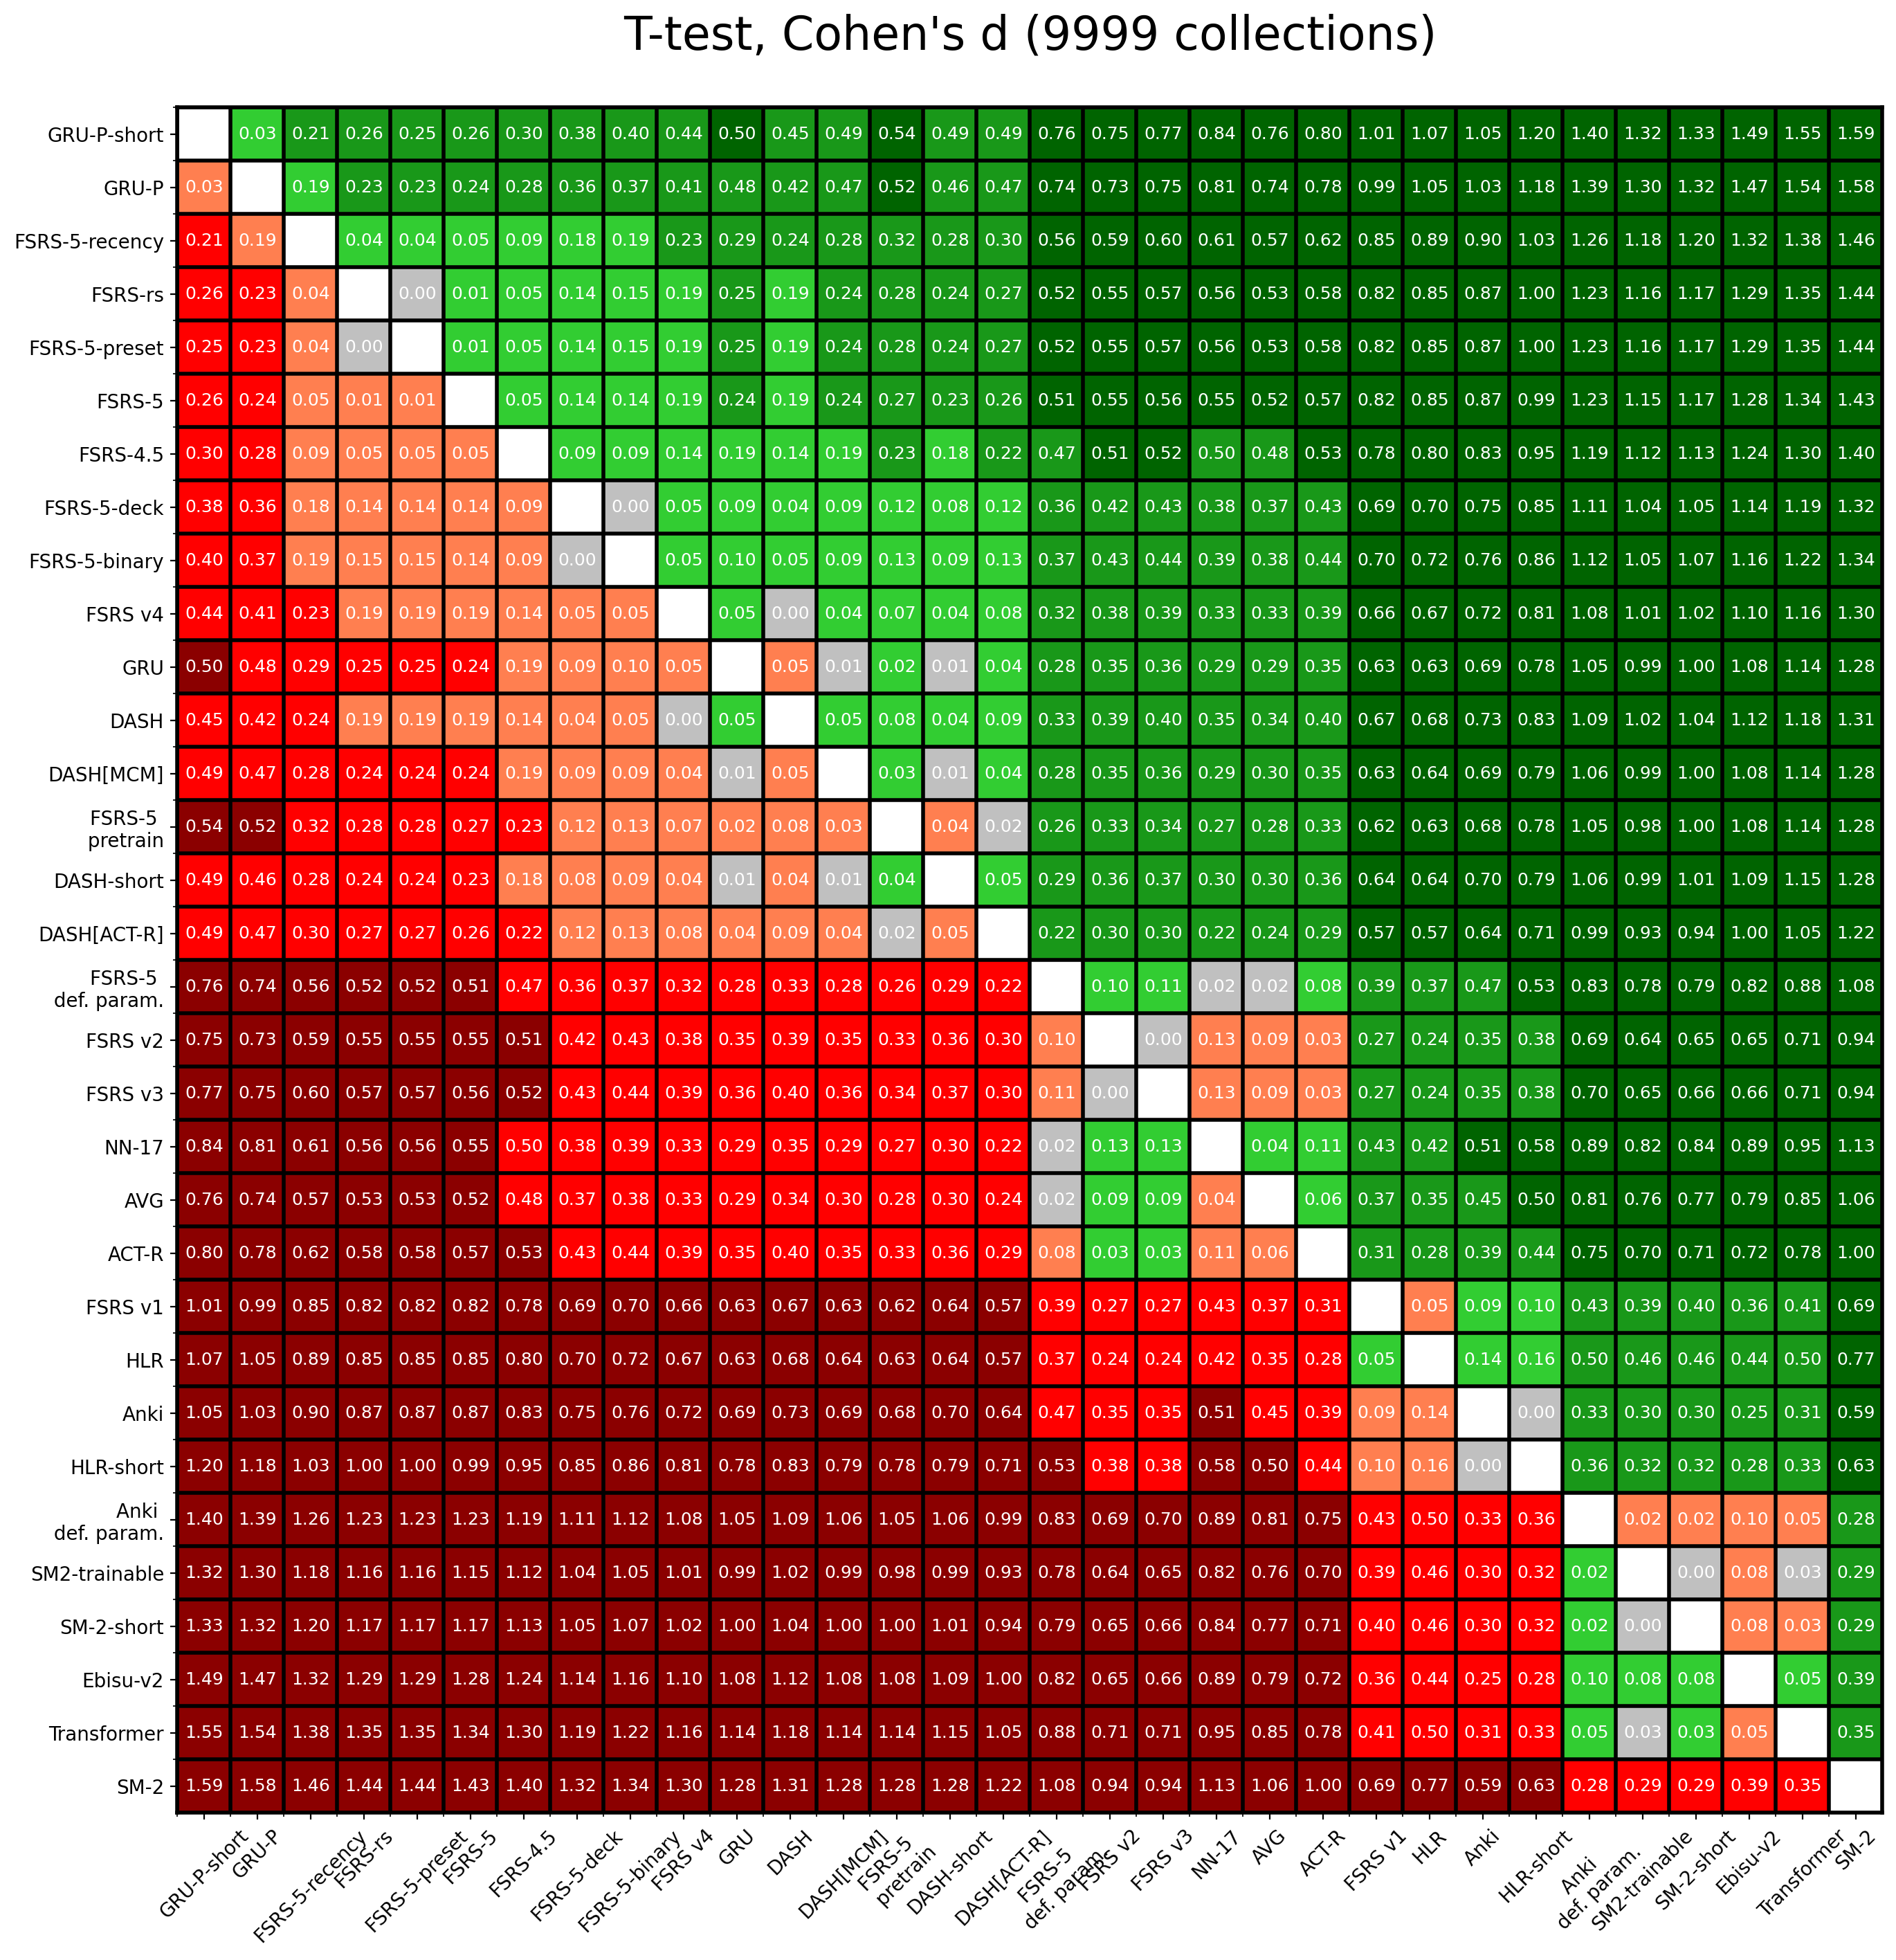 T-test, Cohen's d (9999 collections)
GRU-P-short 0.03 0.21 0.26 0.25 0.26 0.30 0.38 0.40 0.44 0.50 0.45 0.49 0.54 0.49 0.49 0.76 0.75 0.77 0.84 0.76 0.80 1.01 1.07 1.05 1.20 1.40 1.32 1.33 1.49 1.55 1.59
GRU-P 0.03 0.19 0.23 0.23 0.24 0.28 0.36 0.37 0.41 0.48 0.42 0.47 0.52 0.46 0.47 0.74 0.73 0.75 0.81 0.74 0.78 0.99 1.05 1.03 1.18 1.39 1.30 1.32 1.47 1.54 1.58
FSRS-5-recency 0.21 0.19 0.04 0.04 0.05 0.09 0.18 0.19 0.23 0.29 0.24 0.28 0.32 0.28 0.30 0.56 0.59 0.60 0.61 0.57 0.62 0.85 0.89 0.90 1.03 1.26 1.18 1.20 1.32 1.38 1.46
FSRS-rs 0.26 0.23 0.04 0.00 0.01 0.05 0.14 0.15 0.19 0.25 0.19 0.24 0.28 0.24 0.27 0.52 0.55 0.57 0.56 0.53 0.58 0.82 0.85 0.87 1.00 1.23 1.16 1.17 1.29 1.35 1.44
FSRS-5-preset 0.25 0.23 0.04 0.00 0.01 0.05 0.14 0.15 0.19 0.25 0.19 0.24 0.28 0.24 0.27 0.52 0.55 0.57 0.56 0.53 0.58 0.82 0.85 0.87 1.00 1.23 1.16 1.17 1.29 1.35 1.44
FSRS-5 0.26 0.24 0.05 0.01 0.01 0.05 0.14 0.14 0.19 0.24 0.19 0.24 0.27 0.23 0.26 0.51 0.55 0.56 0.55 0.52 0.57 0.82 0.85 0.87 0.99 1.23 1.15 1.17 1.28 1.34 1.43
FSRS-4.5 0.30 0.28 0.09 0.05 0.05 0.05 0.09 0.09 0.14 0.19 0.14 0.19 0.23 0.18 0.22 0.47 0.51 0.52 0.50 0.48 0.53 0.78 0.80 0.83 0.95 1.19 1.12 1.13 1.24 1.30 1.40
FSRS-5-deck 0.38 0.36 0.18 0.14 0.14 0.14 0.09 0.00 0.05 0.09 0.04 0.09 0.12 0.08 0.12 0.36 0.42 0.43 0.38 0.37 0.43 0.69 0.70 0.75 0.85 1.11 1.04 1.05 1.14 1.19 1.32
FSRS-5-binary 0.40 0.37 0.19 0.15 0.15 0.14 0.09 0.00 0.05 0.10 0.05 0.09 0.13 0.09 0.13 0.37 0.43 0.44 0.39 0.38 0.44 0.70 0.72 0.76 0.86 1.12 1.05 1.07 1.16 1.22 1.34
FSRS v4 0.44 0.41 0.23 0.19 0.19 0.19 0.14 0.05 0.05 0.05 0.00 0.04 0.07 0.04 0.08 0.32 0.38 0.39 0.33 0.33 0.39 0.66 0.67 0.72 0.81 1.08 1.01 1.02 1.10 1.16 1.30
GRU 0.50 0.48 0.29 0.25 0.25 0.24 0.19 0.09 0.10 0.05 0.05 0.01 0.02 0.01 0.04 0.28 0.35 0.36 0.29 0.29 0.35 0.63 0.63 0.69 0.78 1.05 0.99 1.00 1.08 1.14 1.28
DASH 0.45 0.42 0.24 0.19 0.19 0.19 0.14 0.04 0.05 0.00 0.05 0.05 0.08 0.04 0.09 0.33 0.39 0.40 0.35 0.34 0.40 0.67 0.68 0.73 0.83 1.09 1.02 1.04 1.12 1.18 1.31
DASH[MCM] 0.49 0.47 0.28 0.24 0.24 0.24 0.19 0.09 0.09 0.04 0.01 0.05 0.03 0.01 0.04 0.28 0.35 0.36 0.29 0.30 0.35 0.63 0.64 0.69 0.79 1.06 0.99 1.00 1.08 1.14 1.28
FSRS-5
pretrain 0.54 0.52 0.32 0.28 0.28 0.27 0.23 0.12 0.13 0.07 0.02 0.08 0.03 0.04 0.02 0.26 0.33 0.34 0.27 0.28 0.33 0.62 0.63 0.68 0.78 1.05 0.98 1.00 1.08 1.14 1.28
DASH-short 0.49 0.46 0.28 0.24 0.24 0.23 0.18 0.08 0.09 0.04 0.01 0.04 0.01 0.04 0.05 0.29 0.36 0.37 0.30 0.30 0.36 0.64 0.64 0.70 0.79 1.06 0.99 1.01 1.09 1.15 1.28
DASH[ACT-R] 0.49 0.47 0.30 0.27 0.27 0.26 0.22 0.12 0.13 0.08 0.04 0.09 0.04 0.02 0.05 0.22 0.30 0.30 0.22 0.24 0.29 0.57 0.57 0.64 0.71 0.99 0.93 0.94 1.00 1.05 1.22
FSRS-5
def. param. 0.76 0.74 0.56 0.52 0.52 0.51 0.47 0.36 0.37 0.32 0.28 0.33 0.28 0.26 0.29 0.22 0.10 0.11 0.02 0.02 0.08 0.39 0.37 0.47 0.53 0.83 0.78 0.79 0.82 0.88 1.08
FSRS v2 0.75 0.73 0.59 0.55 0.55 0.55 0.51 0.42 0.43 0.38 0.35 0.39 0.35 0.33 0.36 0.30 0.10 0.00 0.13 0.09 0.03 0.27 0.24 0.35 0.38 0.69 0.64 0.65 0.65 0.71 0.94
FSRS v3 0.77 0.75 0.60 0.57 0.57 0.56 0.52 0.43 0.44 0.39 0.36 0.40 0.36 0.34 0.37 0.30 0.11 0.00 0.13 0.09 0.03 0.27 0.24 0.35 0.38 0.70 0.65 0.66 0.66 0.71 0.94
NN-17 0.84 0.81 0.61 0.56 0.56 0.55 0.50 0.38 0.39 0.33 0.29 0.35 0.29 0.27 0.30 0.22 0.02 0.13 0.13 0.04 0.11 0.43 0.42 0.51 0.58 0.89 0.82 0.84 0.89 0.95 1.13
AVG 0.76 0.74 0.57 0.53 0.53 0.52 0.48 0.37 0.38 0.33 0.29 0.34 0.30 0.28 0.30 0.24 0.02 0.09 0.09 0.04 0.06 0.37 0.35 0.45 0.50 0.81 0.76 0.77 0.79 0.85 1.06
ACT-R 0.80 0.78 0.62 0.58 0.58 0.57 0.53 0.43 0.44 0.39 0.35 0.40 0.35 0.33 0.36 0.29 0.08 0.03 0.03 0.11 0.06 0.31 0.28 0.39 0.44 0.75 0.70 0.71 0.72 0.78 1.00
FSRS v1 1.01 0.99 0.85 0.82 0.82 0.82 0.78 0.69 0.70 0.66 0.63 0.67 0.63 0.62 0.64 0.57 0.39 0.27 0.27 0.43 0.37 0.31 0.05 0.09 0.10 0.43 0.39 0.40 0.36 0.41 0.69
HLR 1.07 1.05 0.89 0.85 0.85 0.85 0.80 0.70 0.72 0.67 0.63 0.68 0.64 0.63 0.64 0.57 0.37 0.24 0.24 0.42 0.35 0.28 0.05 0.14 0.16 0.50 0.46 0.46 0.44 0.50 0.77
Anki 1.05 1.03 0.90 0.87 0.87 0.87 0.83 0.75 0.76 0.72 0.69 0.73 0.69 0.68 0.70 0.64 0.47 0.35 0.35 0.51 0.45 0.39 0.09 0.14 0.00 0.33 0.30 0.30 0.25 0.31 0.59
HLR-short 1.20 1.18 1.03 1.00 1.00 0.99 0.95 0.85 0.86 0.81 0.78 0.83 0.79 0.78 0.79 0.71 0.53 0.38 0.38 0.58 0.50 0.44 0.10 0.16 0.00 0.36 0.32 0.32 0.28 0.33 0.63
Anki
def. param. 1.40 1.39 1.26 1.23 1.23 1.23 1.19 1.11 1.12 1.08 1.05 1.09 1.06 1.05 1.06 0.99 0.83 0.69 0.70 0.89 0.81 0.75 0.43 0.50 0.33 0.36 0.02 0.02 0.10 0.05 0.28
SM2-trainable 1.32 1.30 1.18 1.16 1.16 1.15 1.12 1.04 1.05 1.01 0.99 1.02 0.99 0.98 0.99 0.93 0.78 0.64 0.65 0.82 0.76 0.70 0.39 0.46 0.30 0.32 0.02 0.00 0.08 0.03 0.29
SM-2-short 1.33 1.32 1.20 1.17 1.17 1.17 1.13 1.05 1.07 1.02 1.00 1.04 1.00 1.00 1.01 0.94 0.79 0.65 0.66 0.84 0.77 0.71 0.40 0.46 0.30 0.32 0.02 0.00 0.08 0.03 0.29
Ebisu-v2 1.49 1.47 1.32 1.29 1.29 1.28 1.24 1.14 1.16 1.10 1.08 1.12 1.08 1.08 1.09 1.00 0.82 0.65 0.66 0.89 0.79 0.72 0.36 0.44 0.25 0.28 0.10 0.08 0.08 0.05 0.39
Transformer 1.55 1.54 1.38 1.35 1.35 1.34 1.30 1.19 1.22 1.16 1.14 1.18 1.14 1.14 1.15 1.05 0.88 0.71 0.71 0.95 0.85 0.78 0.41 0.50 0.31 0.33 0.05 0.03 0.03 0.05 0.35
SM-2 1.59 1.58 1.46 1.44 1.44 1.43 1.40 1.32 1.34 1.30 1.28 1.31 1.28 1.28 1.28 1.22 1.08 0.94 0.94 1.13 1.06 1.00 0.69 0.77 0.59 0.63 0.28 0.29 0.29 0.39 0.35
GRU-P-short
GRU-P
FSRS-5-recency
FSRS-rs
FSRS-5-preset
FSRS-5
FSRS-4.5
FSRS-5-deck
FSRS-5-binary
FSRS v4
GRU
DASH
DASH[MCM]
FSRS-5
pretrain
DASH-short
DASH[ACT-R]
FSRS-5
def. param.
FSRS v2
FSRS v3
NN-17
AVG
ACT-R
FSRS v1
HLR
Anki
HLR-short
Anki
def. param.
SM2-trainable
SM-2-short
Ebisu-v2
Transformer
SM-2